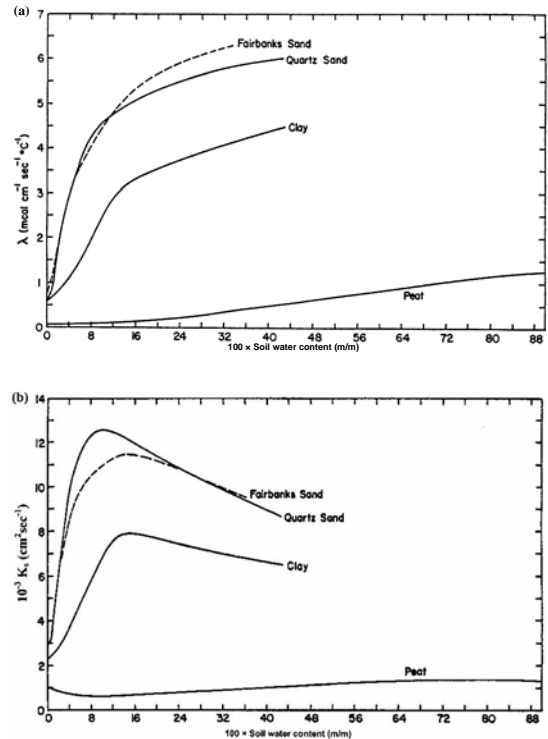 (a)
7
6
5
4
3
2
1
0
λ (mcal cm⁻¹ sec⁻¹ °C⁻¹)
Fairbanks Sand
Quartz Sand
Clay
Peat
0 8 16 24 32 40 48 56 64 72 80 88
100 × Soil water content (m/m)
(b)
14
12
10
8
6
4
2
0
10⁻³ Kₛ (cm²sec⁻¹)
Fairbanks Sand
Quartz Sand
Clay
Peat
0 8 16 24 32 40 48 56 64 72 80 88
100 × Soil water content (m/m)